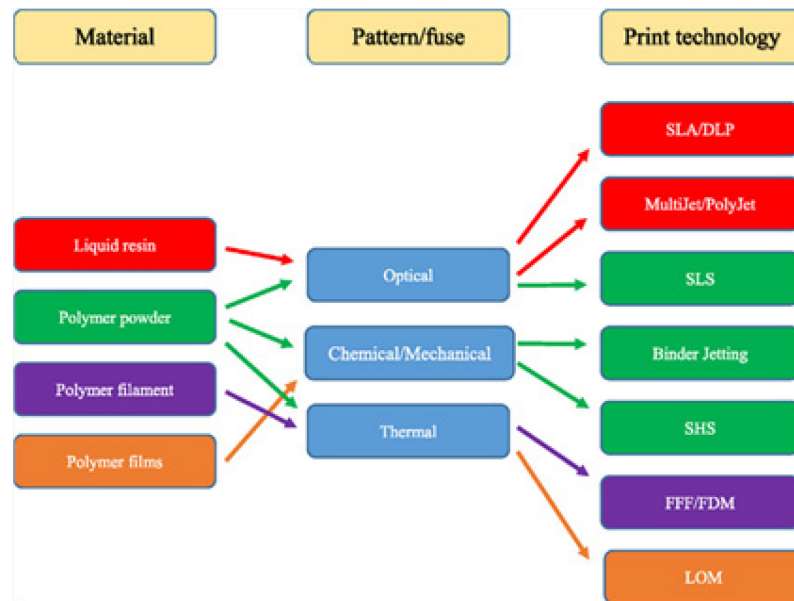 Material
Pattern/fuse
Print technology
SLA/DLP
MultiJet/PolyJet
Liquid resin
Optical
SLS
Polymer powder
Chemical/Mechanical
Binder Jetting
Polymer filament
Thermal
SHS
Polymer films
FFF/FDM
LOM